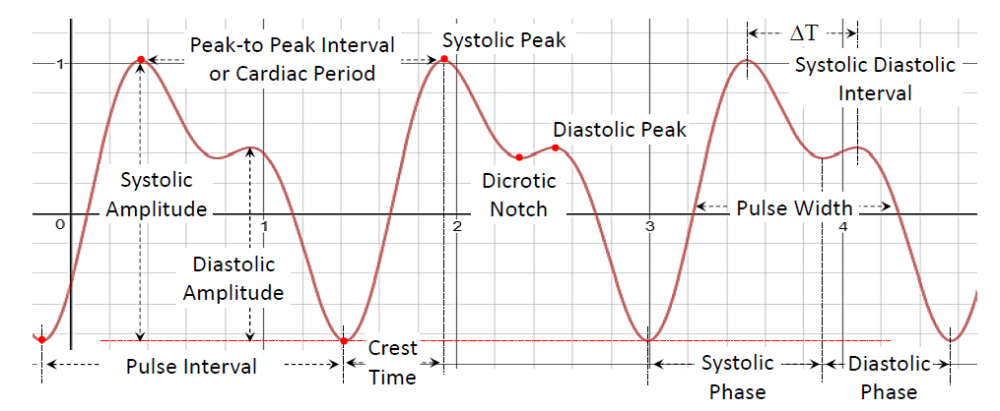 Peak-to Peak Interval
or Cardiac Period
Systolic Peak
ΔT
Systolic Diastolic
Interval
1
Diastolic Peak
Systolic
Amplitude
Dicrotic
Notch
Pulse Width
0
1
2
3
4
Diastolic
Amplitude
Pulse Interval
Crest
Time
Systolic
Phase
Diastolic
Phase